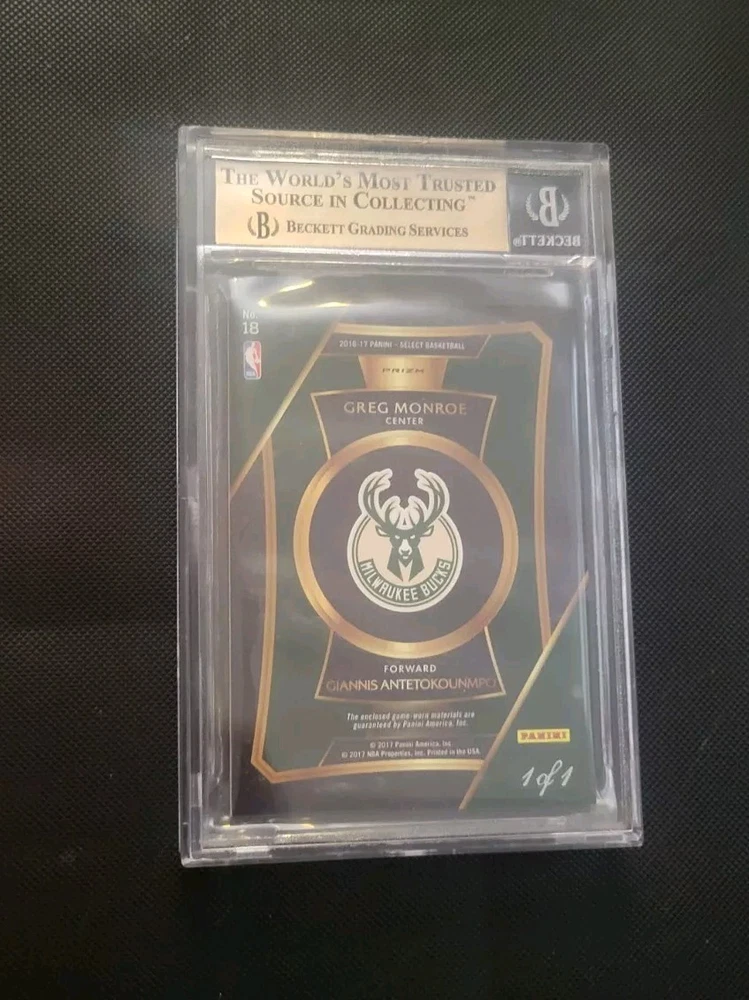 THE WORLD'S MOST TRUSTED
SOURCE IN COLLECTING™
B BECKETT GRADING SERVICES
B
BECKETT®
No.
18
NBA
2016-17 PANINI - SELECT BASKETBALL
PRIZM
GREG MONROE
CENTER
MILWAUKEE BUCKS
FORWARD
GIANNIS ANTETOKOUNMPO
The enclosed game-worn materials are
guaranteed by Panini America, Inc.
© 2017 Panini America, Inc.
© 2017 NBA Properties, Inc. Printed in the USA.
PANINI
1 of 1